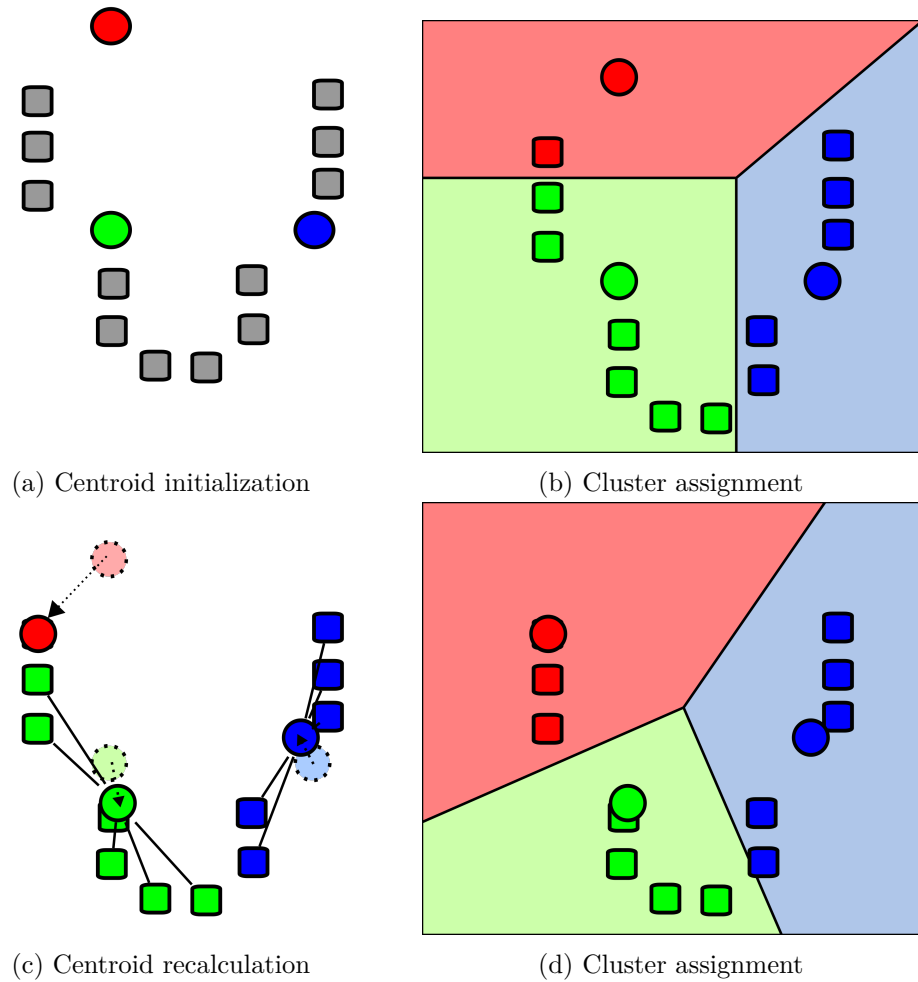 (a) Centroid initialization
(b) Cluster assignment
(c) Centroid recalculation
(d) Cluster assignment